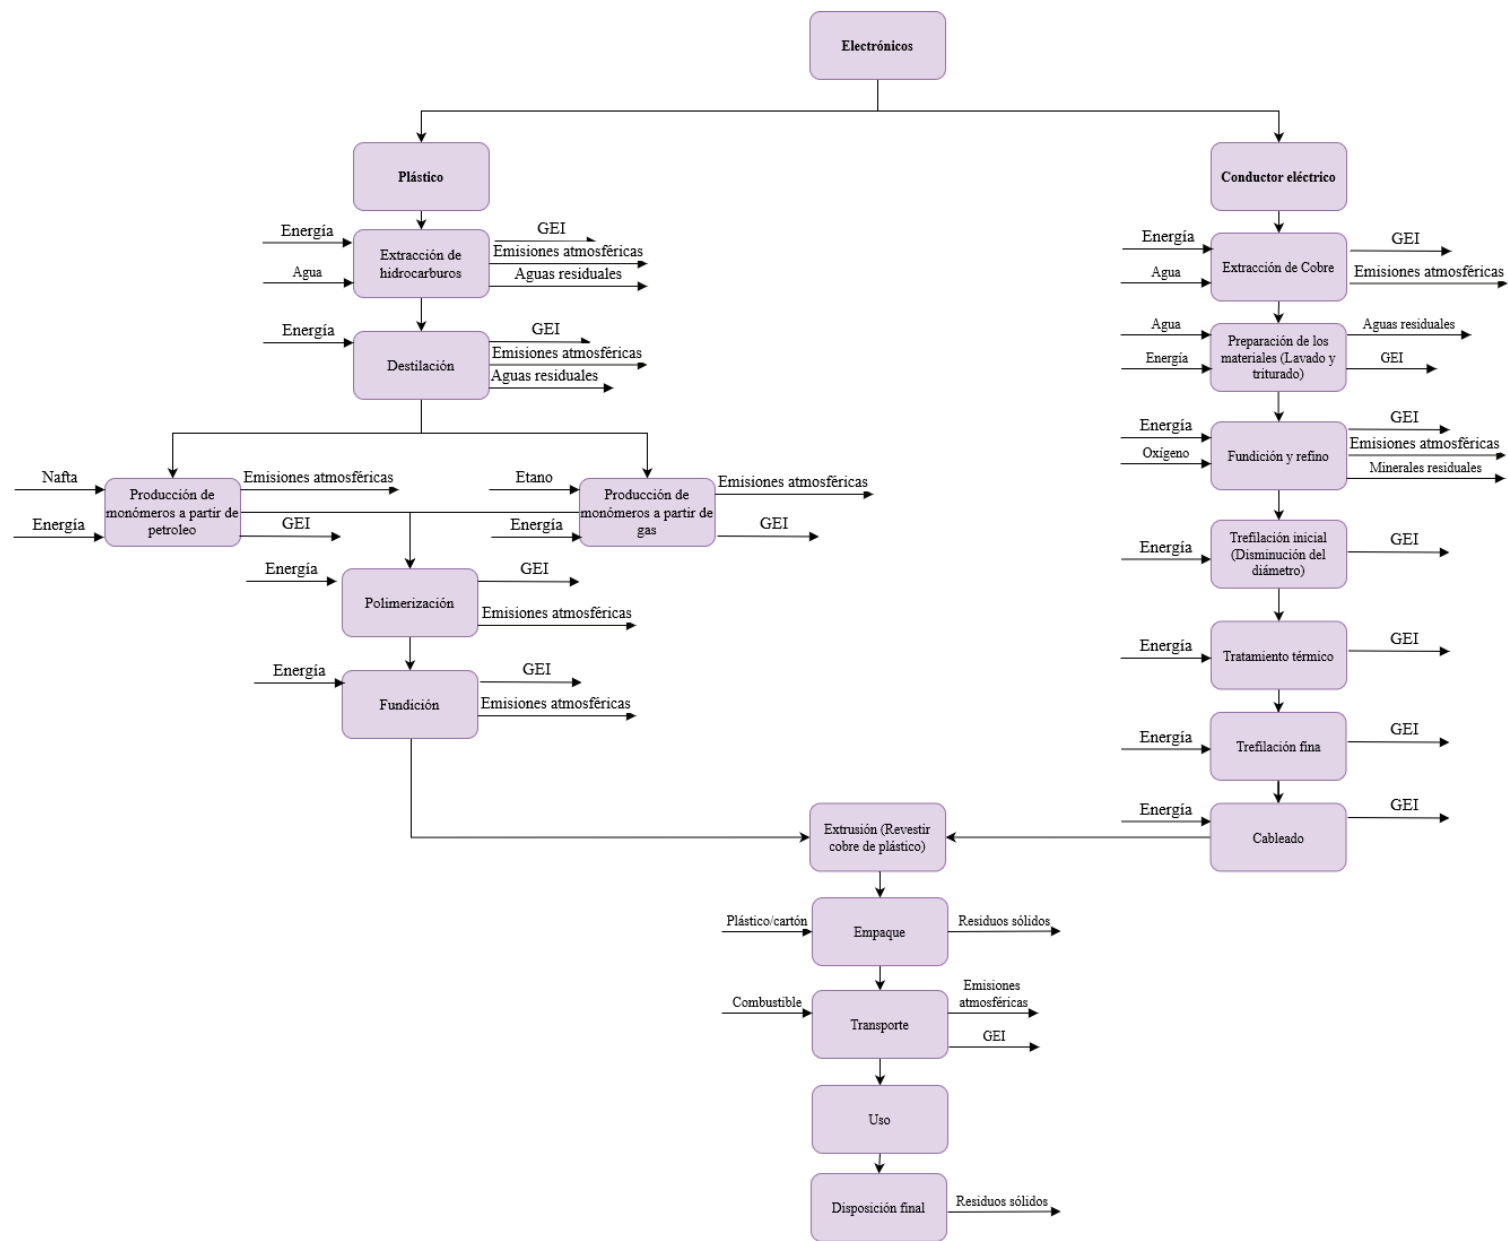 Electrónicos
Plástico
Conductor eléctrico
Energía
GEI
Extracción de
hidrocarburos
Emisiones atmosféricas
Agua
Aguas residuales
Energía
GEI
Extracción de Cobre
Agua
Emisiones atmosféricas
Energía
GEI
Destilación
Emisiones atmosféricas
Aguas residuales
Agua
Aguas residuales
Preparación de los
materiales (Lavado y
triturado)
Energía
GEI
Nafta
Emisiones atmosféricas
Producción de
monómeros a partir de
petroleo
Energía
GEI
Etano
Emisiones atmosféricas
Producción de
monómeros a partir de
gas
Energía
GEI
Energía
GEI
Fundición y refino
Emisiones atmosféricas
Oxígeno
Minerales residuales
Energía
GEI
Polimerización
Emisiones atmosféricas
Energía
Trefilación inicial
(Disminución del
diámetro)
GEI
Energía
GEI
Fundición
Emisiones atmosféricas
Energía
Tratamiento térmico
GEI
Energía
Trefilación fina
GEI
Energía
Cableado
GEI
Extrusión (Revestir
cobre de plástico)
Plástico/cartón
Empaque
Residuos sólidos
Combustible
Transporte
Emisiones
atmosféricas
GEI
Uso
Disposición final
Residuos sólidos